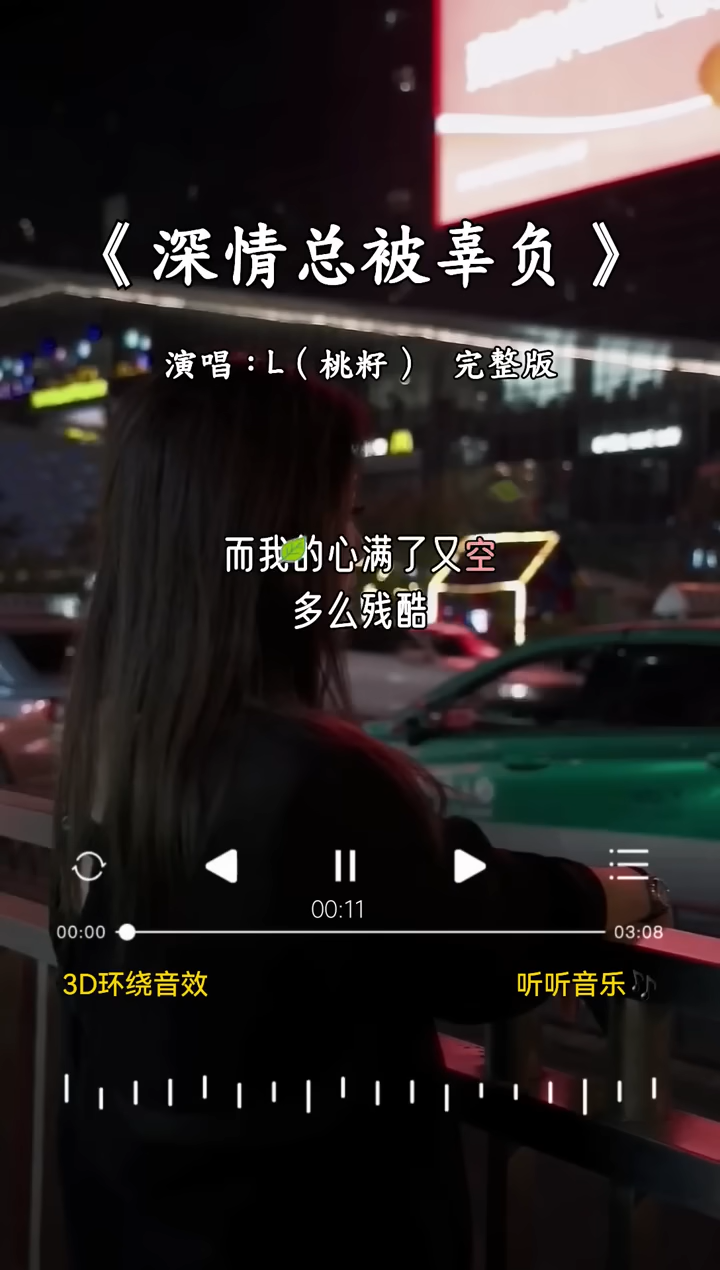 《深情总被辜负》
演唱：L（桃籽） 完整版
而我的心满了又空
多么残酷
00:11
00:00 03:08
3D环绕音效 听听音乐🎶